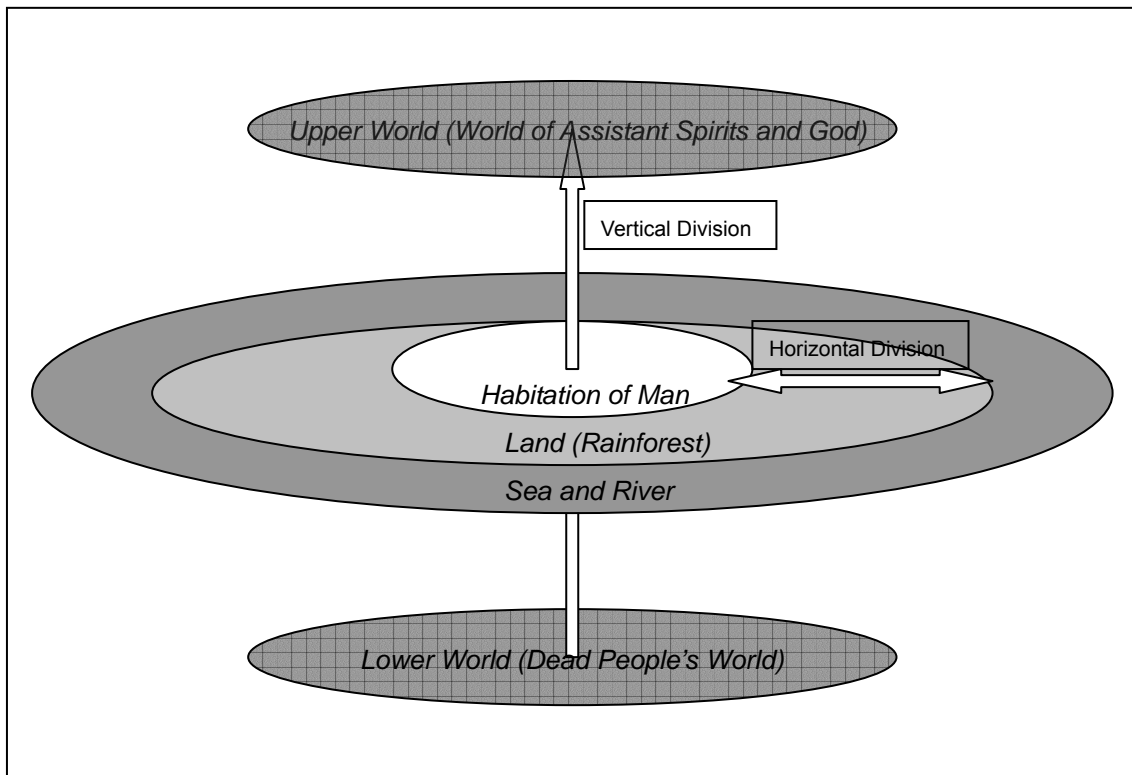 Upper World (World of Assistant Spirits and God)
Vertical Division
Horizontal Division
Habitation of Man
Land (Rainforest)
Sea and River
Lower World (Dead People's World)